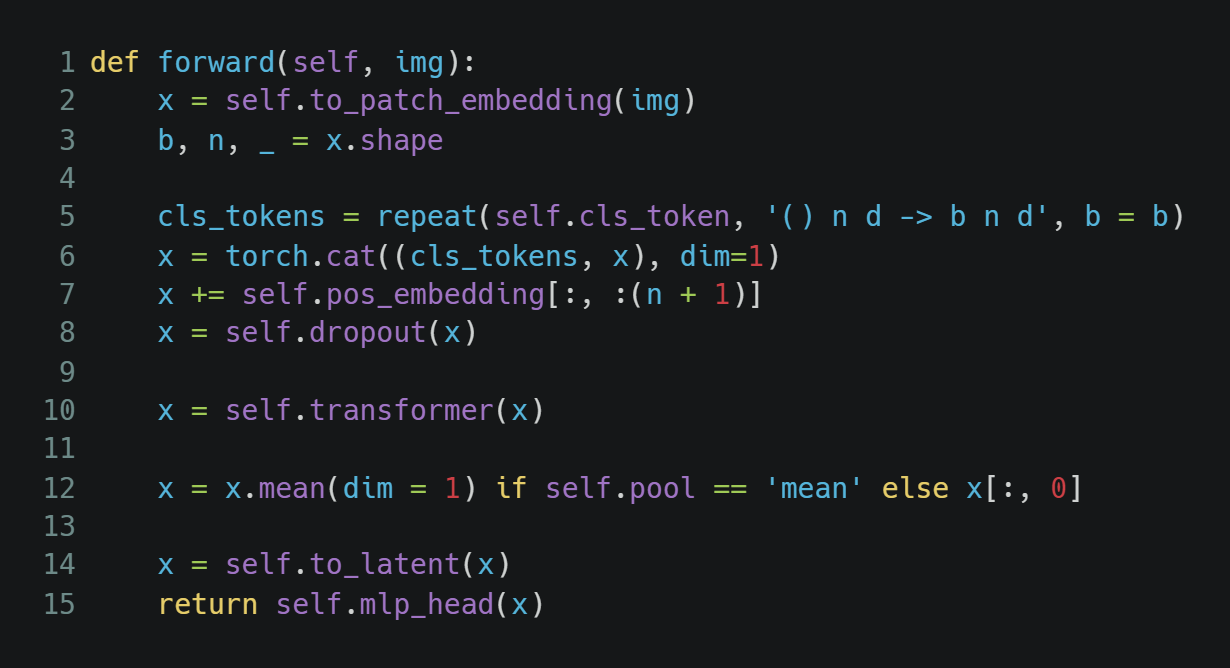 1 def forward(self, img):
2     x = self.to_patch_embedding(img)
3     b, n, _ = x.shape
4
5     cls_tokens = repeat(self.cls_token, '() n d -> b n d', b = b)
6     x = torch.cat((cls_tokens, x), dim=1)
7     x += self.pos_embedding[:, :(n + 1)]
8     x = self.dropout(x)
9
10     x = self.transformer(x)
11
12     x = x.mean(dim = 1) if self.pool == 'mean' else x[:, 0]
13
14     x = self.to_latent(x)
15     return self.mlp_head(x)